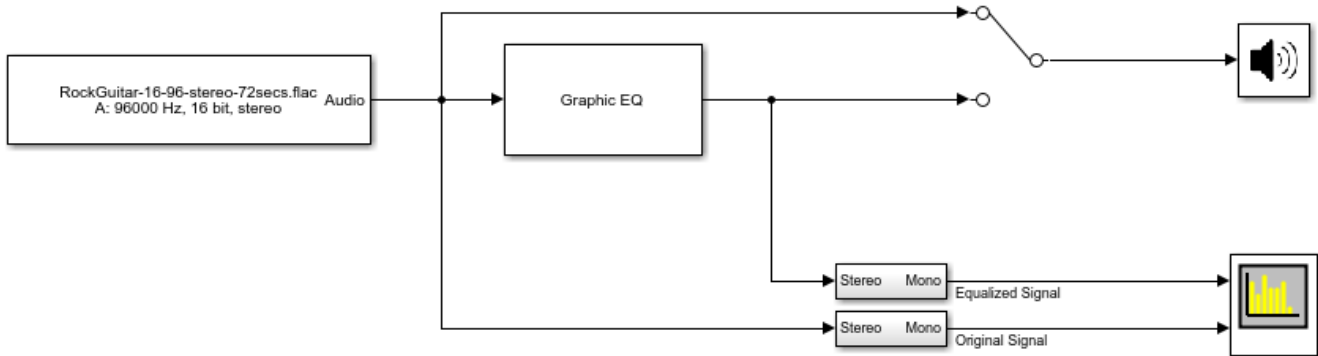 RockGuitar-16-96-stereo-72secs.flac
A: 96000 Hz, 16 bit, stereo
Audio
Graphic EQ
Stereo Mono
Equalized Signal
Stereo Mono
Original Signal